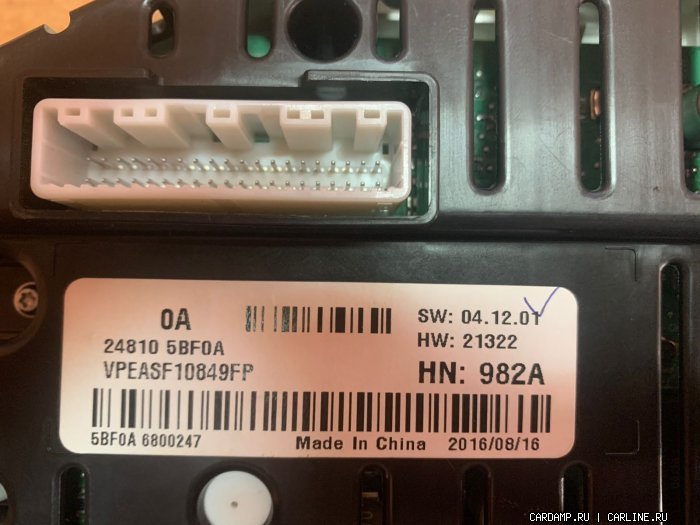 0A
SW: 04.12.01
24810 5BF0A
HW: 21322
VPEASF10849FP
HN: 982A
5BF0A 6800247
Made In China
2016/08/16
CARDAMP.RU | CARLINE.RU